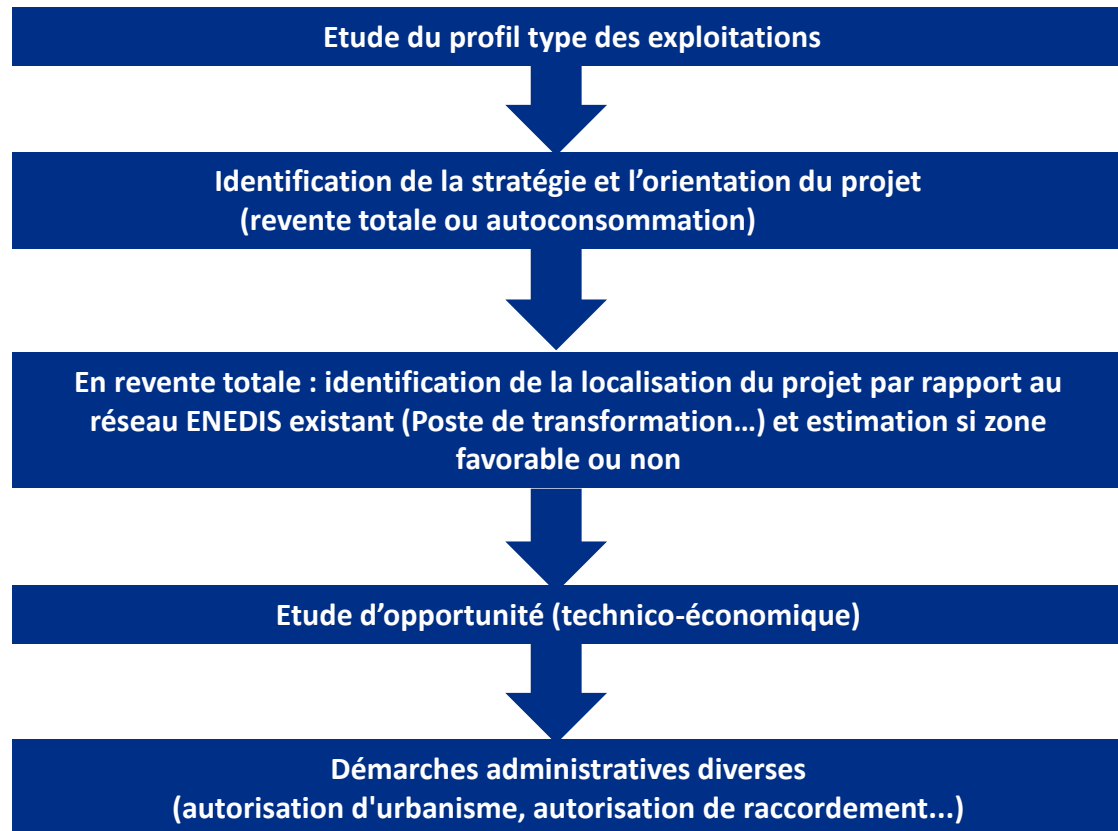 Etude du profil type des exploitations
Identification de la stratégie et l’orientation du projet
(revente totale ou autoconsommation)
En revente totale : identification de la localisation du projet par rapport au
réseau ENEDIS existant (Poste de transformation…) et estimation si zone
favorable ou non
Etude d’opportunité (technico-économique)
Démarches administratives diverses
(autorisation d'urbanisme, autorisation de raccordement...)